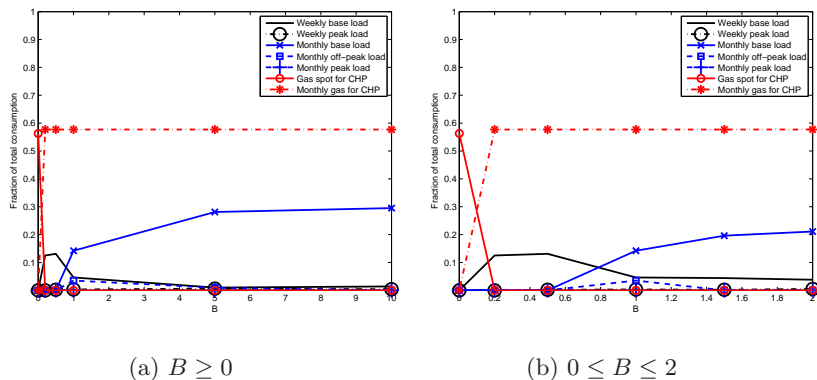 Weekly base load
Weekly peak load
Monthly base load
Monthly off-peak load
Monthly peak load
Gas spot for CHP
Monthly gas for CHP
Fraction of total consumption
1
0.9
0.8
0.7
0.6
0.5
0.4
0.3
0.2
0.1
0
0 1 2 3 4 5 6 7 8 9 10
B
(a) B ≥ 0
Weekly base load
Weekly peak load
Monthly base load
Monthly off-peak load
Monthly peak load
Gas spot for CHP
Monthly gas for CHP
Fraction of total consumption
1
0.9
0.8
0.7
0.6
0.5
0.4
0.3
0.2
0.1
0
0 0.2 0.4 0.6 0.8 1 1.2 1.4 1.6 1.8 2
B
(b) 0 ≤ B ≤ 2